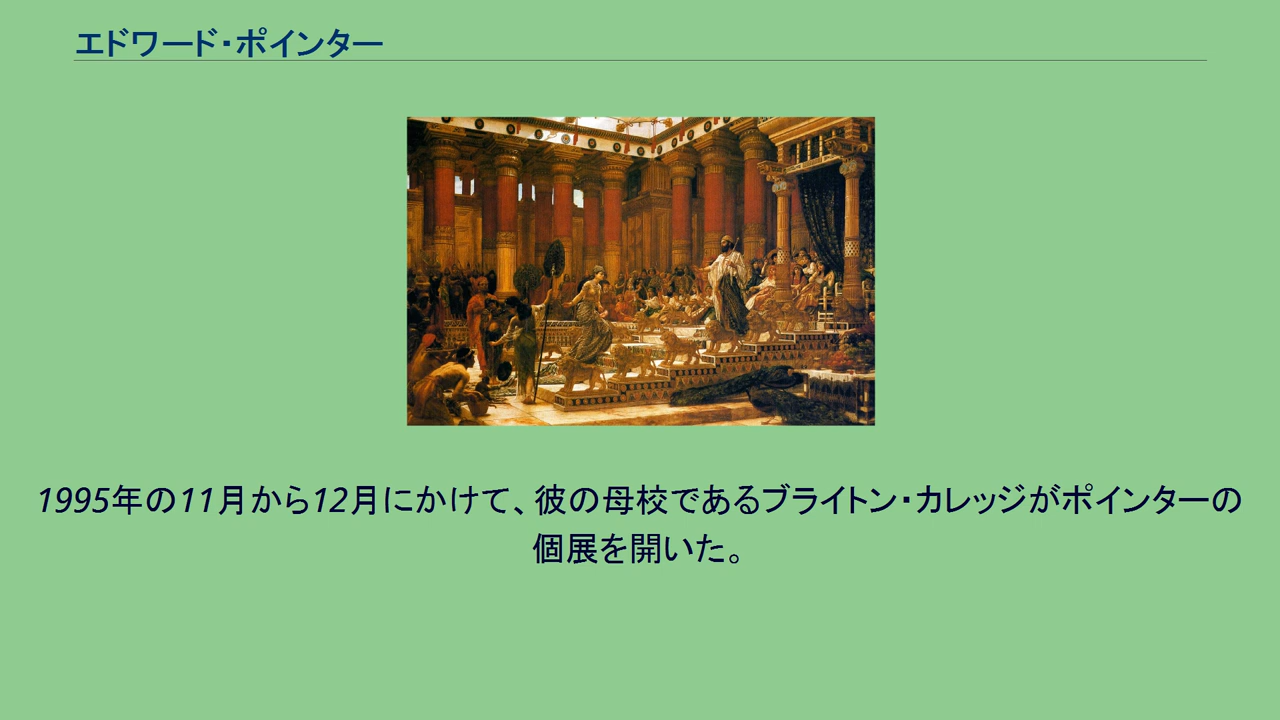 エドワード・ポインター
1995年の11月から12月にかけて、彼の母校であるブライトン・カレッジがポインターの
個展を開いた。